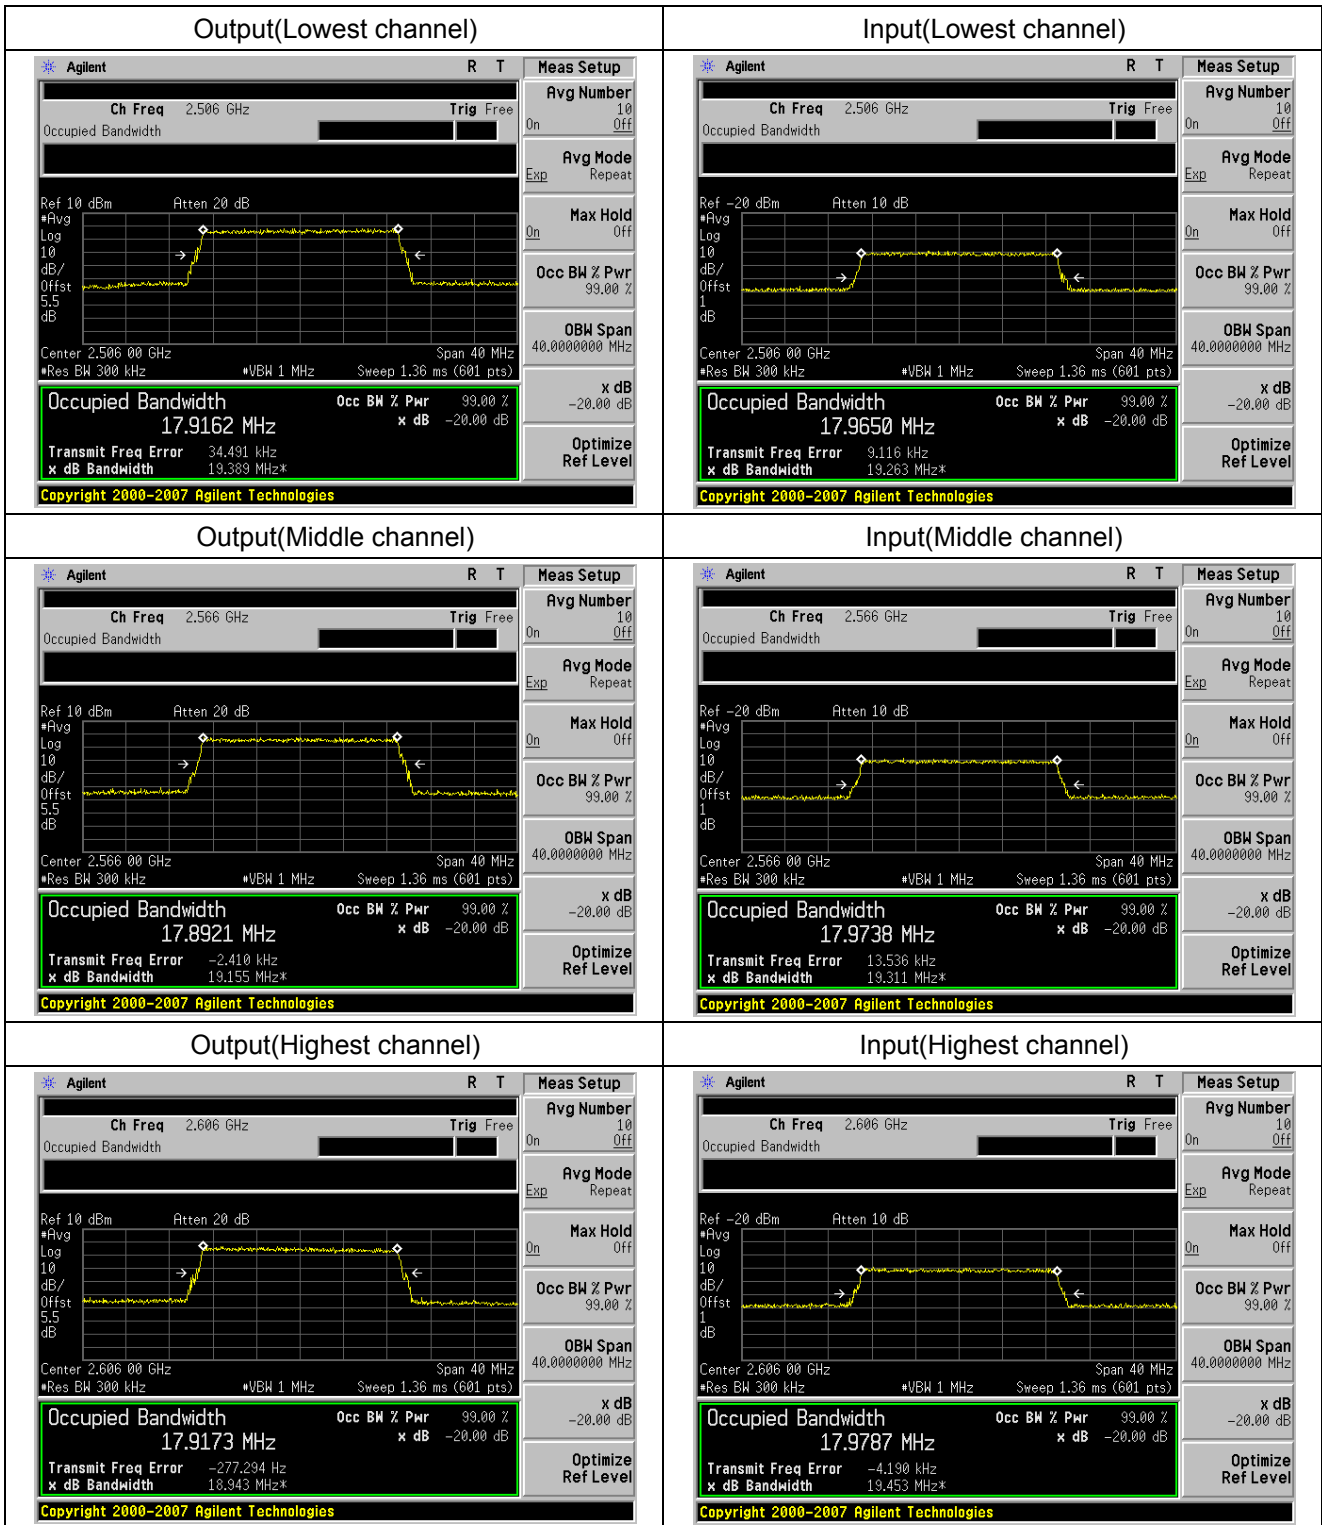 Output(Lowest channel)
Agilent R T Meas Setup
Ch Freq 2.506 GHz Trig Free
Occupied Bandwidth
Avg Number
10
On Off
Avg Mode
Exp Repeat
Max Hold
On Off
Occ BW % Pwr
99.00 %
OBW Span
40.0000000 MHz
x dB
-20.00 dB
Optimize
Ref Level
Ref 10 dBm Atten 20 dB
#Avg
Log
10
dB/
Offst
5.5
dB
Center 2.506 00 GHz Span 40 MHz
#Res BW 300 kHz #VBW 1 MHz Sweep 1.36 ms (601 pts)
Occupied Bandwidth Occ BW % Pwr 99.00 %
17.9162 MHz x dB -20.00 dB
Transmit Freq Error 34.491 kHz
x dB Bandwidth 19.389 MHz*
Copyright 2000-2007 Agilent Technologies
Input(Lowest channel)
Agilent R T Meas Setup
Ch Freq 2.506 GHz Trig Free
Occupied Bandwidth
Avg Number
10
On Off
Avg Mode
Exp Repeat
Max Hold
On Off
Occ BW % Pwr
99.00 %
OBW Span
40.0000000 MHz
x dB
-20.00 dB
Optimize
Ref Level
Ref -20 dBm Atten 10 dB
#Avg
Log
10
dB/
Offst
1
dB
Center 2.506 00 GHz Span 40 MHz
#Res BW 300 kHz #VBW 1 MHz Sweep 1.36 ms (601 pts)
Occupied Bandwidth Occ BW % Pwr 99.00 %
17.9650 MHz x dB -20.00 dB
Transmit Freq Error 9.116 kHz
x dB Bandwidth 19.263 MHz*
Copyright 2000-2007 Agilent Technologies
Output(Middle channel)
Agilent R T Meas Setup
Ch Freq 2.566 GHz Trig Free
Occupied Bandwidth
Avg Number
10
On Off
Avg Mode
Exp Repeat
Max Hold
On Off
Occ BW % Pwr
99.00 %
OBW Span
40.0000000 MHz
x dB
-20.00 dB
Optimize
Ref Level
Ref 10 dBm Atten 20 dB
#Avg
Log
10
dB/
Offst
5.5
dB
Center 2.566 00 GHz Span 40 MHz
#Res BW 300 kHz #VBW 1 MHz Sweep 1.36 ms (601 pts)
Occupied Bandwidth Occ BW % Pwr 99.00 %
17.8921 MHz x dB -20.00 dB
Transmit Freq Error -2.410 kHz
x dB Bandwidth 19.155 MHz*
Copyright 2000-2007 Agilent Technologies
Input(Middle channel)
Agilent R T Meas Setup
Ch Freq 2.566 GHz Trig Free
Occupied Bandwidth
Avg Number
10
On Off
Avg Mode
Exp Repeat
Max Hold
On Off
Occ BW % Pwr
99.00 %
OBW Span
40.0000000 MHz
x dB
-20.00 dB
Optimize
Ref Level
Ref -20 dBm Atten 10 dB
#Avg
Log
10
dB/
Offst
1
dB
Center 2.566 00 GHz Span 40 MHz
#Res BW 300 kHz #VBW 1 MHz Sweep 1.36 ms (601 pts)
Occupied Bandwidth Occ BW % Pwr 99.00 %
17.9738 MHz x dB -20.00 dB
Transmit Freq Error 13.536 kHz
x dB Bandwidth 19.311 MHz*
Copyright 2000-2007 Agilent Technologies
Output(Highest channel)
Agilent R T Meas Setup
Ch Freq 2.606 GHz Trig Free
Occupied Bandwidth
Avg Number
10
On Off
Avg Mode
Exp Repeat
Max Hold
On Off
Occ BW % Pwr
99.00 %
OBW Span
40.0000000 MHz
x dB
-20.00 dB
Optimize
Ref Level
Ref 10 dBm Atten 20 dB
#Avg
Log
10
dB/
Offst
5.5
dB
Center 2.606 00 GHz Span 40 MHz
#Res BW 300 kHz #VBW 1 MHz Sweep 1.36 ms (601 pts)
Occupied Bandwidth Occ BW % Pwr 99.00 %
17.9173 MHz x dB -20.00 dB
Transmit Freq Error -277.294 Hz
x dB Bandwidth 18.943 MHz*
Copyright 2000-2007 Agilent Technologies
Input(Highest channel)
Agilent R T Meas Setup
Ch Freq 2.606 GHz Trig Free
Occupied Bandwidth
Avg Number
10
On Off
Avg Mode
Exp Repeat
Max Hold
On Off
Occ BW % Pwr
99.00 %
OBW Span
40.0000000 MHz
x dB
-20.00 dB
Optimize
Ref Level
Ref -20 dBm Atten 10 dB
#Avg
Log
10
dB/
Offst
1
dB
Center 2.606 00 GHz Span 40 MHz
#Res BW 300 kHz #VBW 1 MHz Sweep 1.36 ms (601 pts)
Occupied Bandwidth Occ BW % Pwr 99.00 %
17.9787 MHz x dB -20.00 dB
Transmit Freq Error -4.190 kHz
x dB Bandwidth 19.453 MHz*
Copyright 2000-2007 Agilent Technologies